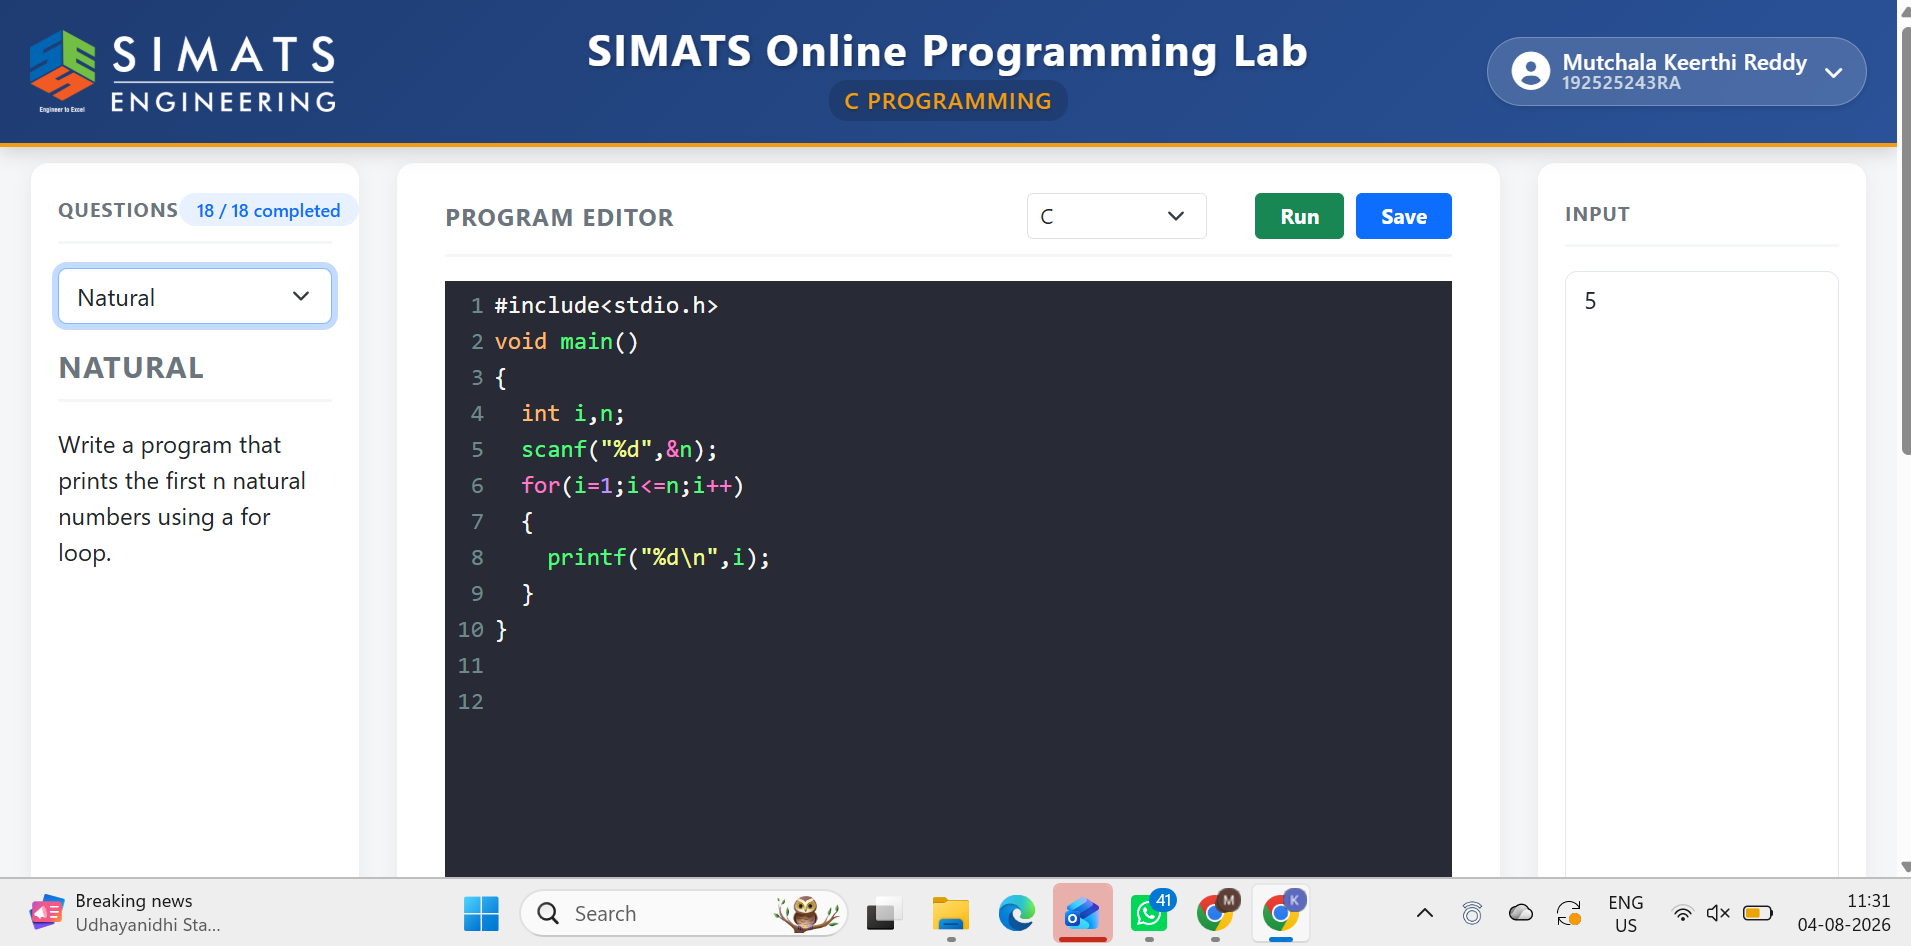 SIMATS
ENGINEERING
Engineer to Excel
SIMATS Online Programming Lab
C PROGRAMMING
Mutchala Keerthi Reddy
192525243RA
QUESTIONS
18 / 18 completed
Natural
NATURAL
Write a program that
prints the first n natural
numbers using a for
loop.
PROGRAM EDITOR
C
Run
Save
1 #include<stdio.h>
2 void main()
3 {
4 int i,n;
5 scanf("%d",&n);
6 for(i=1;i<=n;i++)
7 {
8 printf("%d\n",i);
9 }
10 }
11
12
INPUT
5
Breaking news
Udhayanidhi Sta...
Search
41
M
K
ENG
US
11:31
04-08-2026